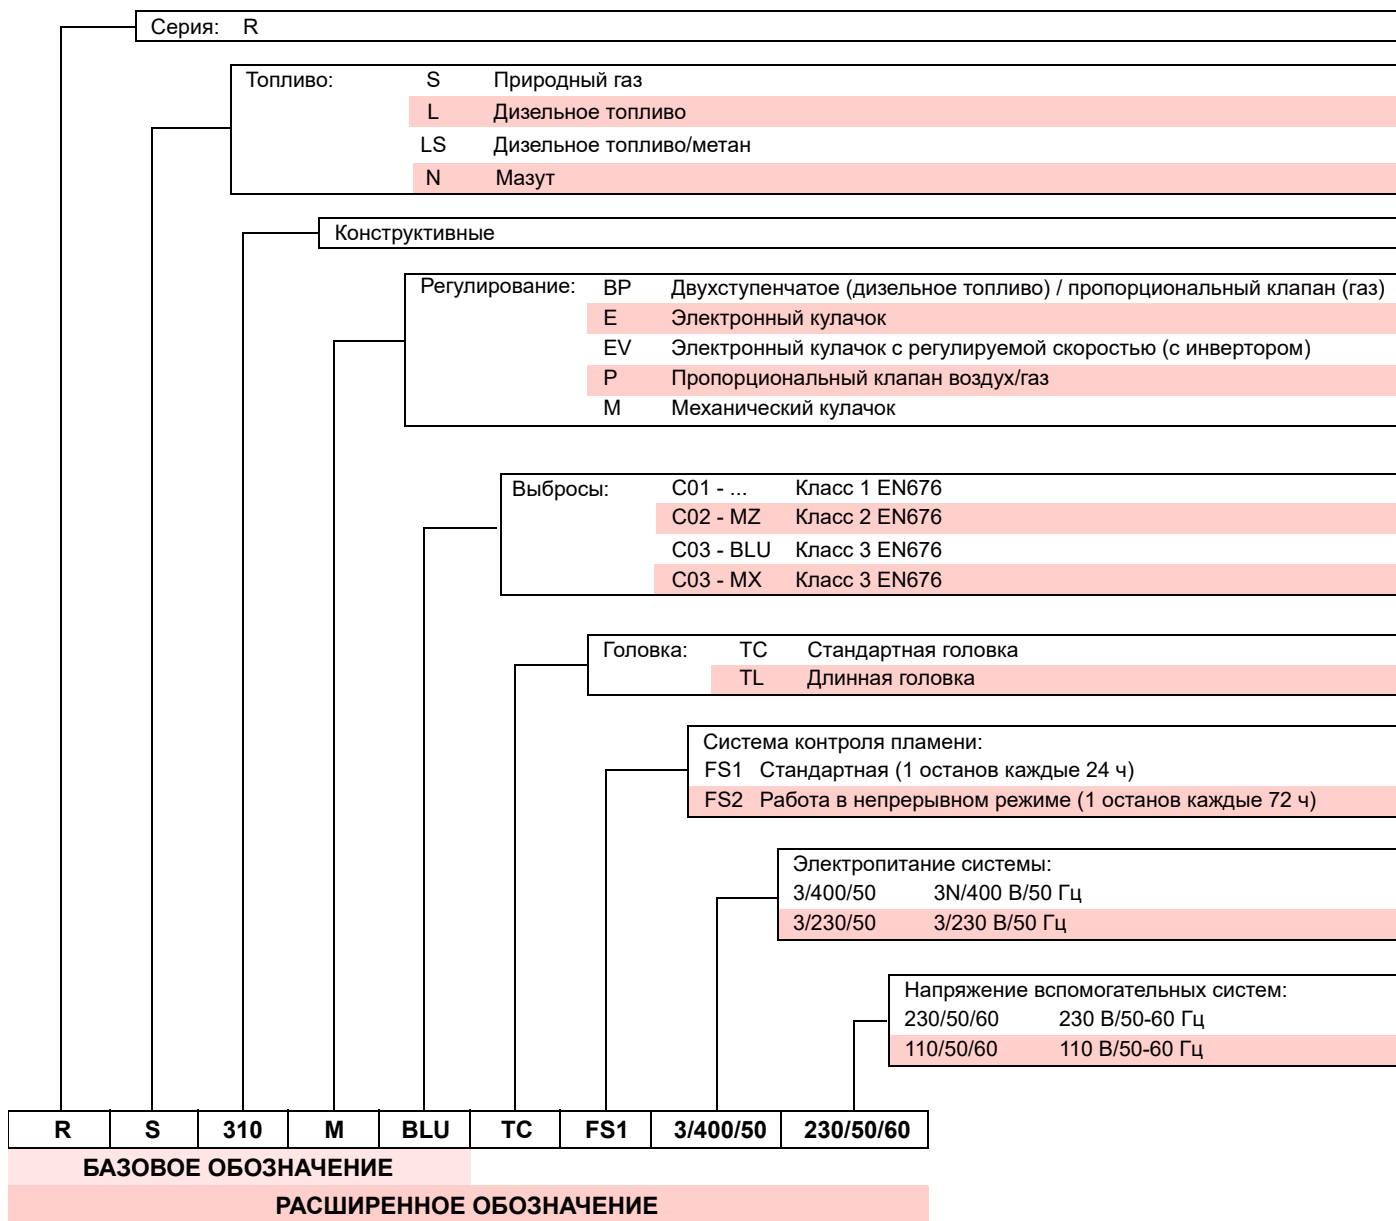 Серия: R
Топливо: S Природный газ
L Дизельное топливо
LS Дизельное топливо/метан
N Мазут
Конструктивные
Регулирование: BP Двухступенчатое (дизельное топливо) / пропорциональный клапан (газ)
E Электронный кулачок
EV Электронный кулачок с регулируемой скоростью (с инвертором)
P Пропорциональный клапан воздух/газ
M Механический кулачок
Выбросы: C01 - ... Класс 1 EN676
C02 - MZ Класс 2 EN676
C03 - BLU Класс 3 EN676
C03 - MX Класс 3 EN676
Головка: TC Стандартная головка
TL Длинная головка
Система контроля пламени:
FS1 Стандартная (1 останов каждые 24 ч)
FS2 Работа в непрерывном режиме (1 останов каждые 72 ч)
Электропитание системы:
3/400/50 3N/400 В/50 Гц
3/230/50 3/230 В/50 Гц
Напряжение вспомогательных систем:
230/50/60 230 В/50-60 Гц
110/50/60 110 В/50-60 Гц
R S 310 M BLU TC FS1 3/400/50 230/50/60
БАЗОВОЕ ОБОЗНАЧЕНИЕ
РАСШИРЕННОЕ ОБОЗНАЧЕНИЕ